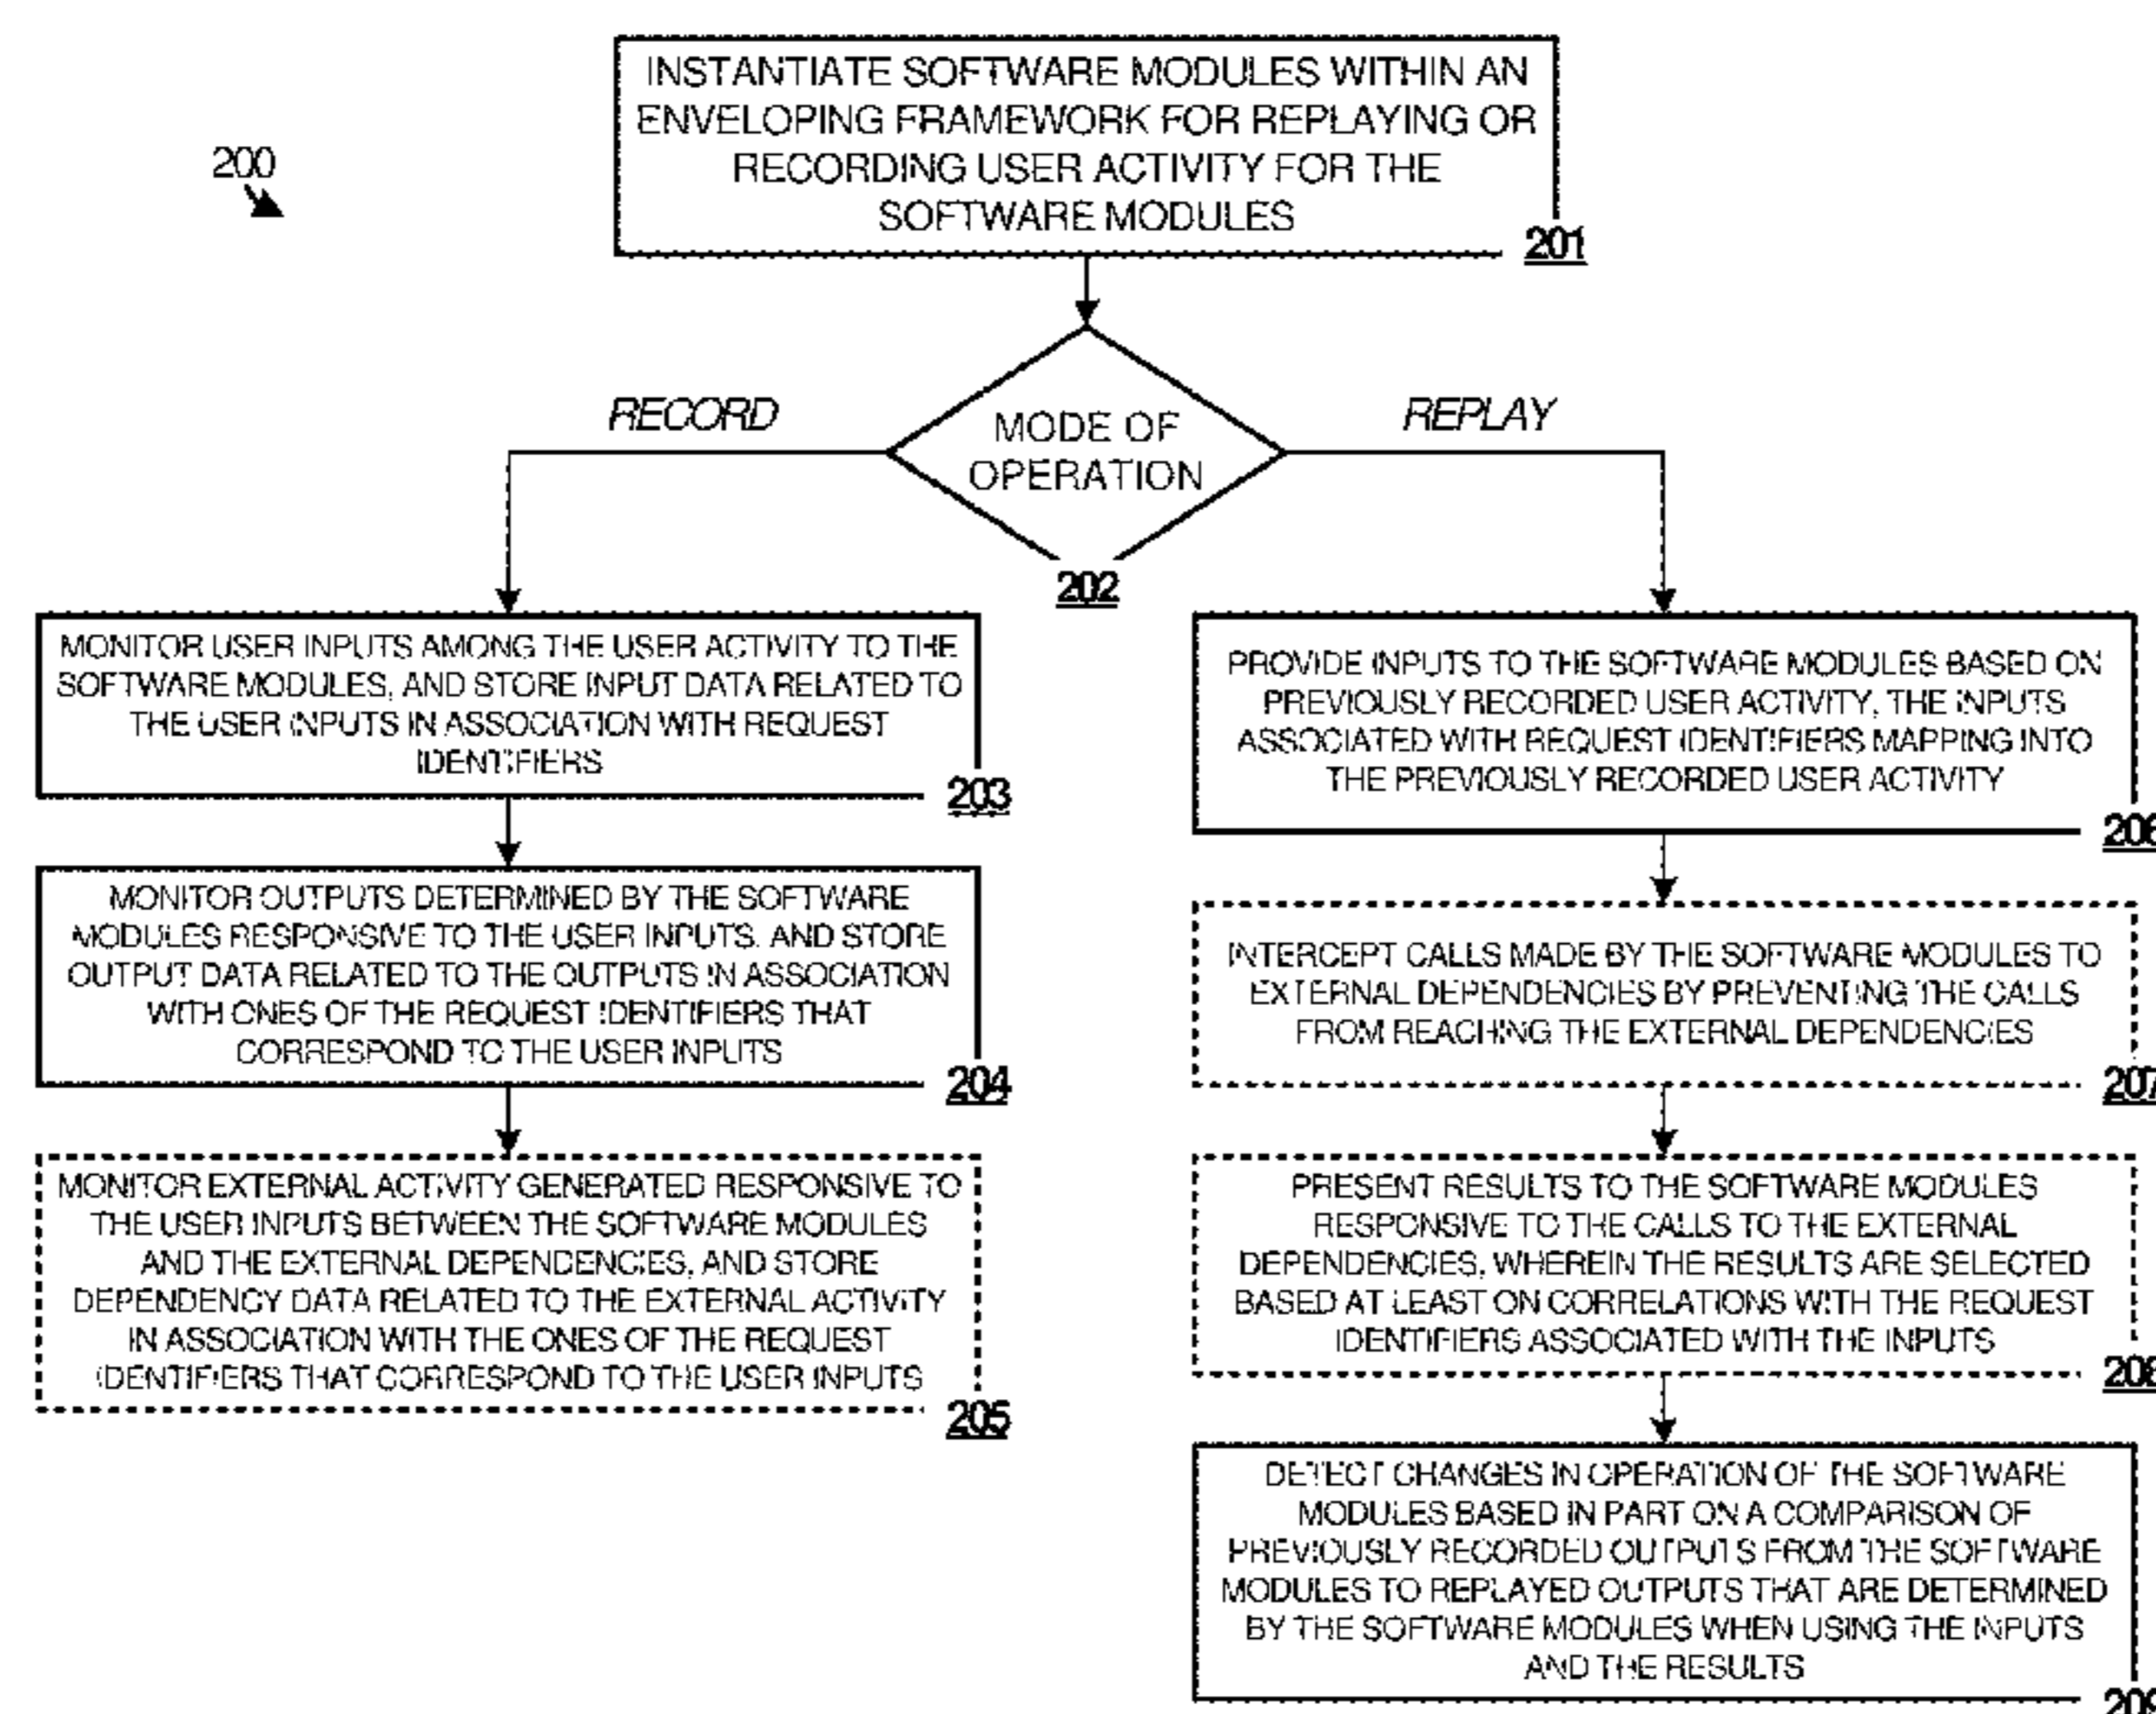 INSTANTIATE SOFTWARE MODULES WITHIN AN
ENVELOPING FRAMEWORK FOR REPLAYING OR
RECORDING USER ACTIVITY FOR THE
SOFTWARE MODULES
201
200
MODE OF
OPERATION
202
RECORD
REPLAY
MONITOR USER INPUTS AMONG THE USER ACTIVITY TO THE
SOFTWARE MODULES, AND STORE INPUT DATA RELATED TO
THE USER INPUTS IN ASSOCIATION WITH REQUEST
IDENTIFIERS
203
MONITOR OUTPUTS DETERMINED BY THE SOFTWARE
MODULES RESPONSIVE TO THE USER INPUTS, AND STORE
OUTPUT DATA RELATED TO THE OUTPUTS IN ASSOCIATION
WITH ONES OF THE REQUEST IDENTIFIERS THAT
CORRESPOND TO THE USER INPUTS
204
MONITOR EXTERNAL ACTIVITY GENERATED RESPONSIVE TO
THE USER INPUTS BETWEEN THE SOFTWARE MODULES
AND THE EXTERNAL DEPENDENCIES, AND STORE
DEPENDENCY DATA RELATED TO THE EXTERNAL ACTIVITY
IN ASSOCIATION WITH THE ONES OF THE REQUEST
IDENTIFIERS THAT CORRESPOND TO THE USER INPUTS
205
PROVIDE INPUTS TO THE SOFTWARE MODULES BASED ON
PREVIOUSLY RECORDED USER ACTIVITY, THE INPUTS
ASSOCIATED WITH REQUEST IDENTIFIERS MAPPING INTO
THE PREVIOUSLY RECORDED USER ACTIVITY
206
INTERCEPT CALLS MADE BY THE SOFTWARE MODULES TO
EXTERNAL DEPENDENCIES BY PREVENTING THE CALLS
FROM REACHING THE EXTERNAL DEPENDENCIES
207
PRESENT RESULTS TO THE SOFTWARE MODULES
RESPONSIVE TO THE CALLS TO THE EXTERNAL
DEPENDENCIES, WHEREIN THE RESULTS ARE SELECTED
BASED AT LEAST ON CORRELATIONS WITH THE REQUEST
IDENTIFIERS ASSOCIATED WITH THE INPUTS
208
DETECT CHANGES IN OPERATION OF THE SOFTWARE
MODULES BASED IN PART ON A COMPARISON OF
PREVIOUSLY RECORDED OUTPUTS FROM THE SOFTWARE
MODULES TO REPLAYED OUTPUTS THAT ARE DETERMINED
BY THE SOFTWARE MODULES WHEN USING THE INPUTS
AND THE RESULTS
209